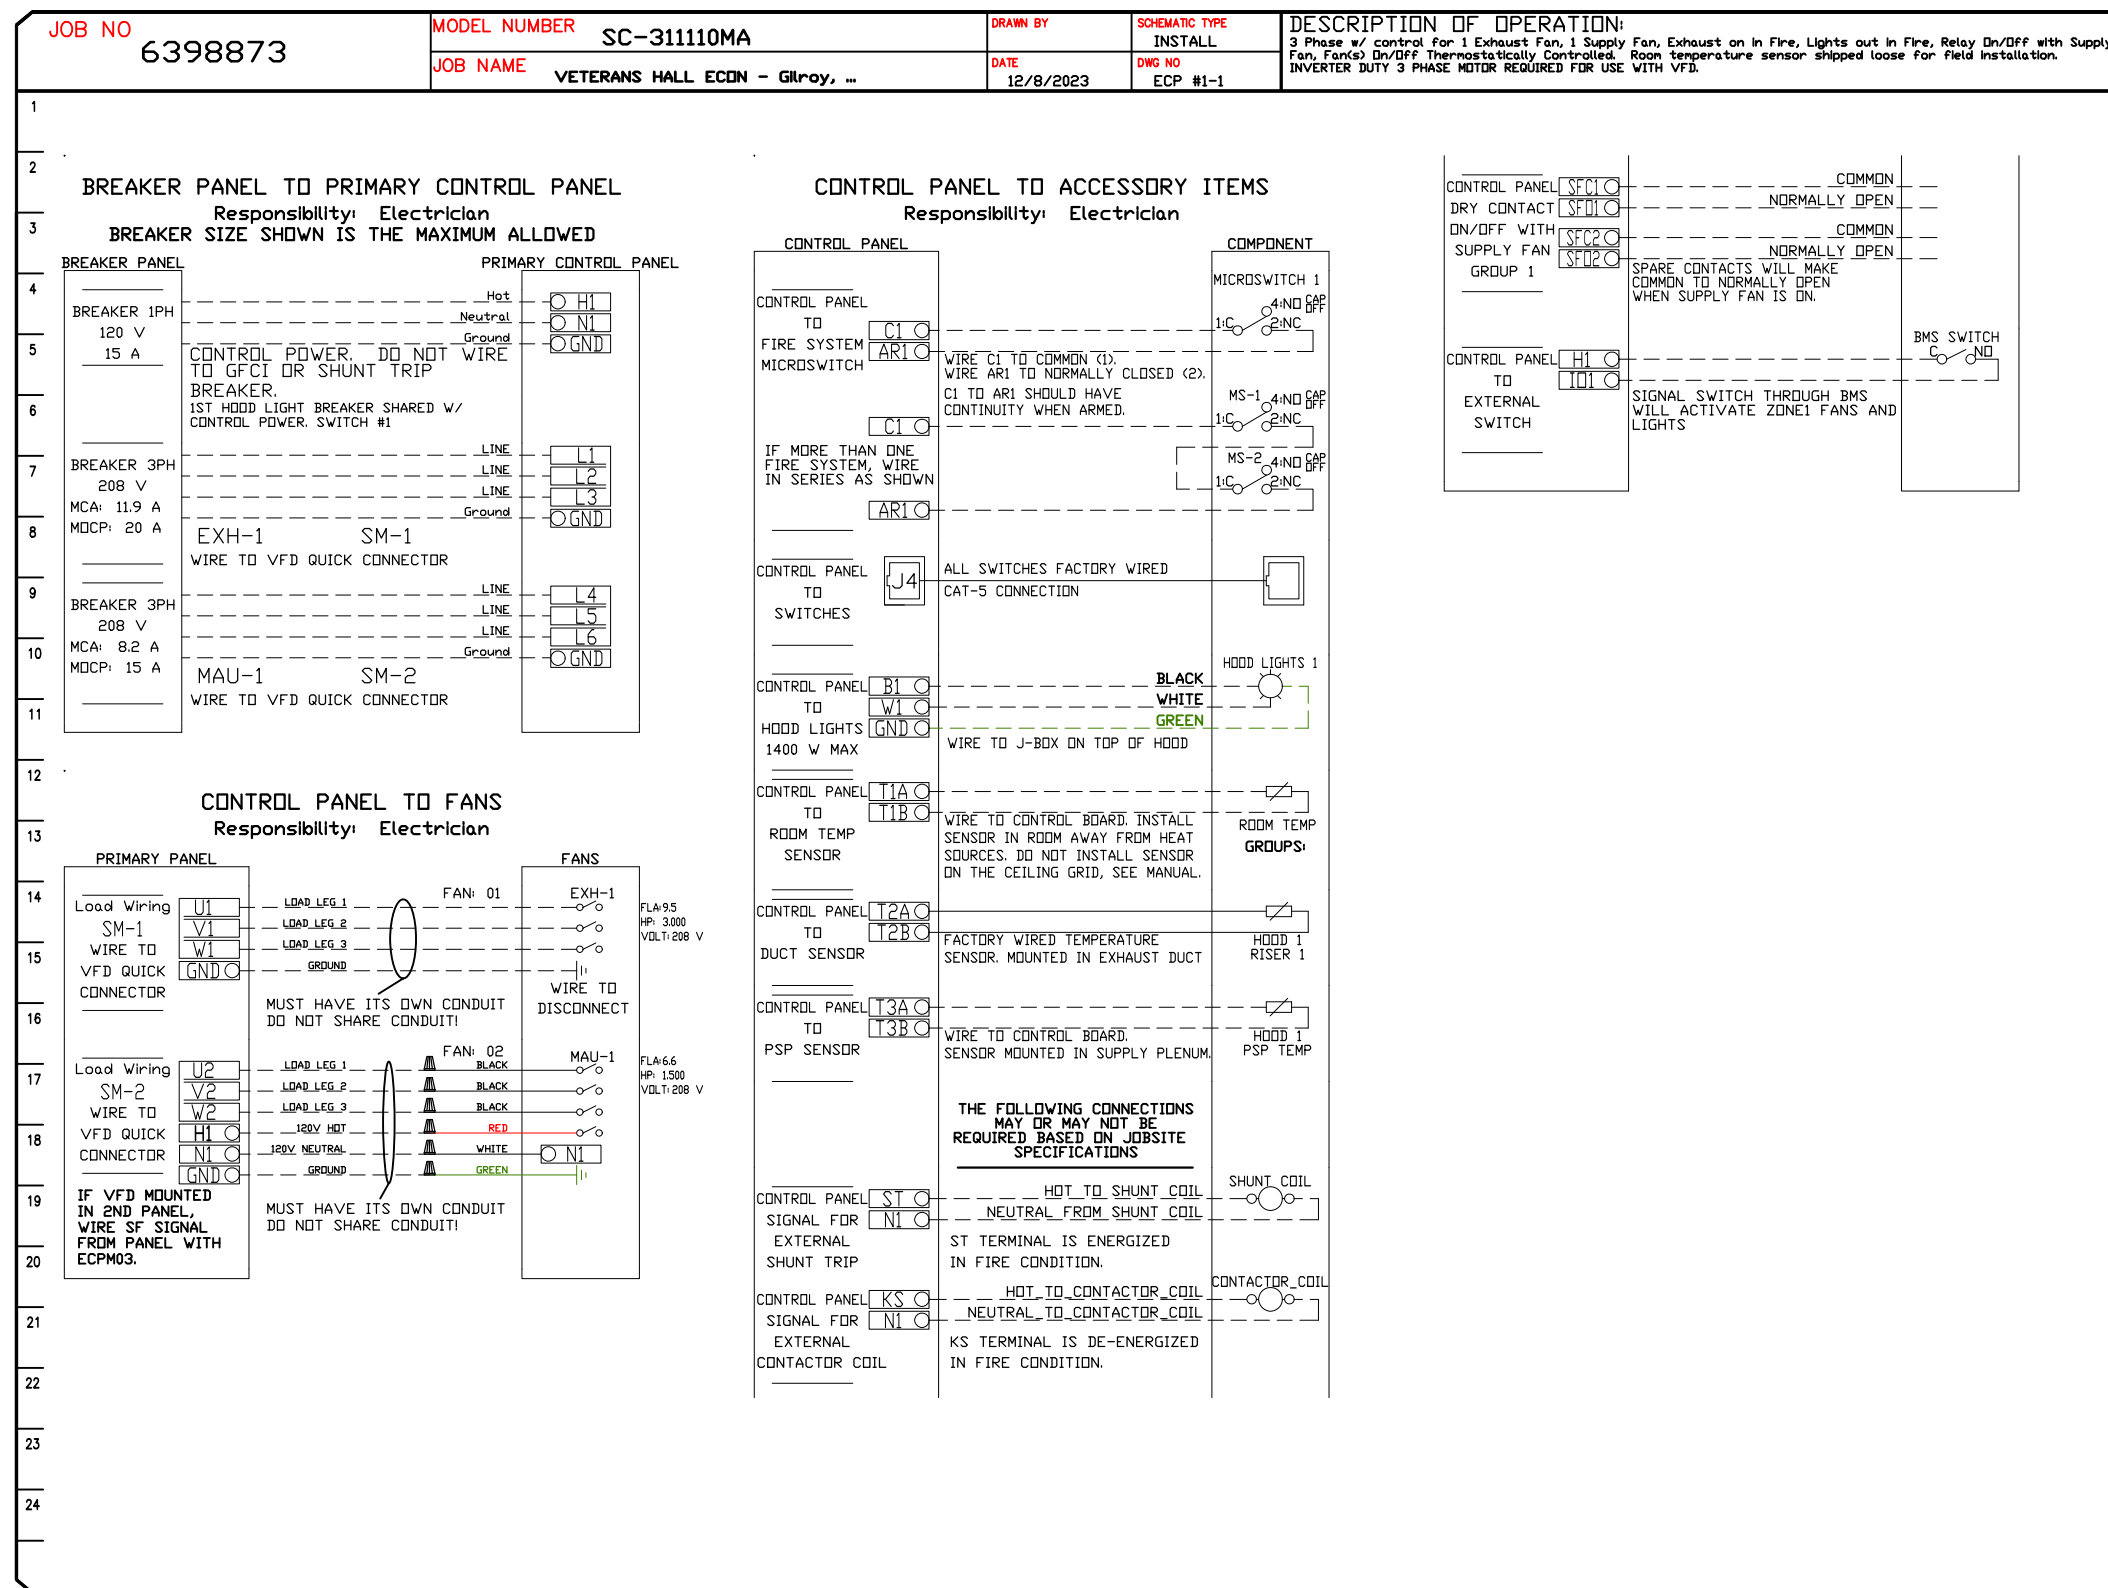 JOB NO
6398873
MODEL NUMBER
SC-311110MA
JOB NAME
VETERANS HALL ECON - Gilroy, ...
DRAWN BY
DATE
12/8/2023
SCHEMATIC TYPE
INSTALL
DWG NO
ECP #1-1
DESCRIPTION OF OPERATION:
3 Phase w/ control for 1 Exhaust Fan, 1 Supply Fan, Exhaust on in Fire, Lights out in Fire, Relay On/Off with Supply
Fan, Fan(s) On/Off Thermostatically Controlled. Room temperature sensor shipped loose for field installation.
INVERTER DUTY 3 PHASE MOTOR REQUIRED FOR USE WITH VFD.
1
2
3
4
5
6
7
8
9
10
11
12
13
14
15
16
17
18
19
20
21
22
23
24
BREAKER PANEL TO PRIMARY CONTROL PANEL
Responsibility: Electrician
BREAKER SIZE SHOWN IS THE MAXIMUM ALLOWED
BREAKER PANEL
PRIMARY CONTROL PANEL
BREAKER 1PH
120 V
15 A
Hot
H1
Neutral
N1
Ground
GND
CONTROL POWER. DO NOT WIRE
TO GFCI OR SHUNT TRIP
BREAKER.
1ST HOOD LIGHT BREAKER SHARED W/
CONTROL POWER. SWITCH #1
BREAKER 3PH
208 V
MCA: 11.9 A
MOCP: 20 A
LINE
L1
LINE
L2
LINE
L3
Ground
GND
EXH-1 SM-1
WIRE TO VFD QUICK CONNECTOR
BREAKER 3PH
208 V
MCA: 8.2 A
MOCP: 15 A
LINE
L4
LINE
L5
LINE
L6
Ground
GND
MAU-1 SM-2
WIRE TO VFD QUICK CONNECTOR
CONTROL PANEL TO FANS
Responsibility: Electrician
PRIMARY PANEL
FANS
Load Wiring
SM-1
WIRE TO
VFD QUICK
CONNECTOR
U1
V1
W1
GND
LOAD LEG 1
LOAD LEG 2
LOAD LEG 3
GROUND
FAN: 01
EXH-1
FLA:9.5
HP: 3.000
VOLT:208 V
WIRE TO
DISCONNECT
MUST HAVE ITS OWN CONDUIT
DO NOT SHARE CONDUIT!
Load Wiring
SM-2
WIRE TO
VFD QUICK
CONNECTOR
U2
V2
W2
H1
N1
GND
LOAD LEG 1
LOAD LEG 2
LOAD LEG 3
120V HOT
120V NEUTRAL
GROUND
FAN: 02
BLACK
BLACK
BLACK
RED
WHITE
GREEN
MAU-1
N1
FLA:6.6
HP: 1.500
VOLT:208 V
MUST HAVE ITS OWN CONDUIT
DO NOT SHARE CONDUIT!
IF VFD MOUNTED
IN 2ND PANEL,
WIRE SF SIGNAL
FROM PANEL WITH
ECPM03.
CONTROL PANEL TO ACCESSORY ITEMS
Responsibility: Electrician
CONTROL PANEL
COMPONENT
CONTROL PANEL
TO
FIRE SYSTEM
MICROSWITCH
C1
AR1
MICROSWITCH 1
4:NO CAP OFF
1:C
2:NC
WIRE C1 TO COMMON (1).
WIRE AR1 TO NORMALLY CLOSED (2).
C1 TO AR1 SHOULD HAVE
CONTINUITY WHEN ARMED.
C1
IF MORE THAN ONE
FIRE SYSTEM, WIRE
IN SERIES AS SHOWN
AR1
MS-1
4:NO CAP OFF
1:C
2:NC
MS-2
4:NO CAP OFF
1:C
2:NC
CONTROL PANEL
TO
SWITCHES
J4
ALL SWITCHES FACTORY WIRED
CAT-5 CONNECTION
CONTROL PANEL
TO
HOOD LIGHTS
1400 W MAX
B1
W1
GND
BLACK
WHITE
GREEN
HOOD LIGHTS 1
WIRE TO J-BOX ON TOP OF HOOD
CONTROL PANEL
TO
ROOM TEMP
SENSOR
T1A
T1B
WIRE TO CONTROL BOARD. INSTALL
SENSOR IN ROOM AWAY FROM HEAT
SOURCES. DO NOT INSTALL SENSOR
ON THE CEILING GRID, SEE MANUAL.
ROOM TEMP
GROUPS:
CONTROL PANEL
TO
DUCT SENSOR
T2A
T2B
FACTORY WIRED TEMPERATURE
SENSOR. MOUNTED IN EXHAUST DUCT
HOOD 1
RISER 1
CONTROL PANEL
TO
PSP SENSOR
T3A
T3B
WIRE TO CONTROL BOARD.
SENSOR MOUNTED IN SUPPLY PLENUM.
HOOD 1
PSP TEMP
THE FOLLOWING CONNECTIONS
MAY OR MAY NOT BE
REQUIRED BASED ON JOBSITE
SPECIFICATIONS
CONTROL PANEL
SIGNAL FOR
EXTERNAL
SHUNT TRIP
ST
N1
HOT TO SHUNT COIL
NEUTRAL FROM SHUNT COIL
SHUNT COIL
ST TERMINAL IS ENERGIZED
IN FIRE CONDITION.
CONTROL PANEL
SIGNAL FOR
EXTERNAL
CONTACTOR COIL
KS
N1
HOT_TO_CONTACTOR_COIL
NEUTRAL_TO_CONTACTOR_COIL
CONTACTOR_COIL
KS TERMINAL IS DE-ENERGIZED
IN FIRE CONDITION.
CONTROL PANEL
DRY CONTACT
ON/OFF WITH
SUPPLY FAN
GROUP 1
SFC1
SFO1
SFC2
SFO2
COMMON
NORMALLY OPEN
COMMON
NORMALLY OPEN
SPARE CONTACTS WILL MAKE
COMMON TO NORMALLY OPEN
WHEN SUPPLY FAN IS ON.
CONTROL PANEL
TO
EXTERNAL
SWITCH
H1
IO1
BMS SWITCH
C
NO
SIGNAL SWITCH THROUGH BMS
WILL ACTIVATE ZONE1 FANS AND
LIGHTS